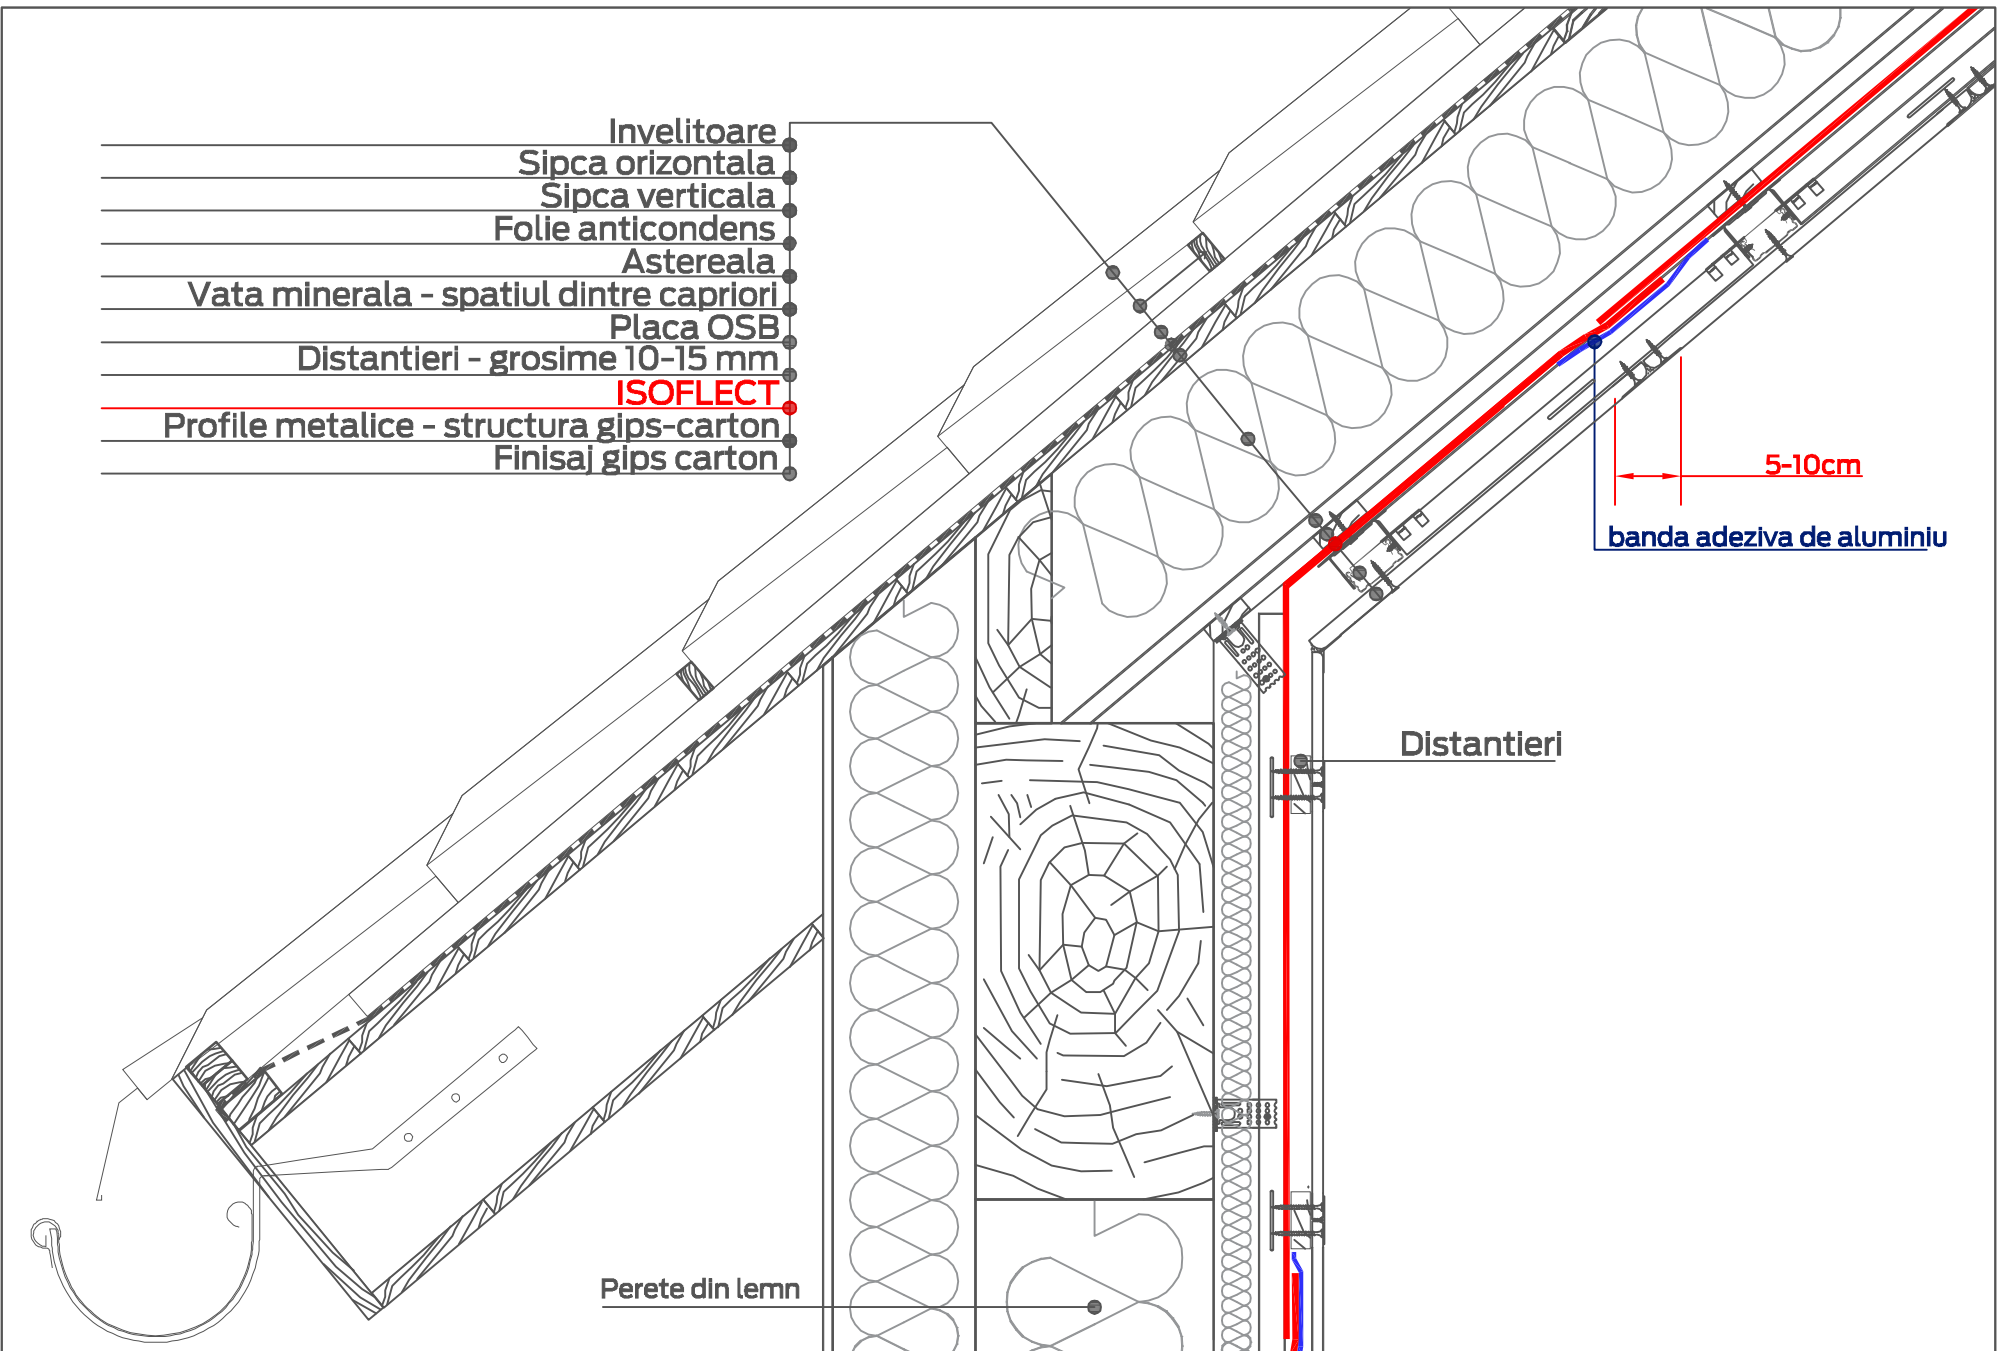 Invelitoare
Sipca orizontala
Sipca verticala
Folie anticondens
Astereala
Vata minerala - spatiul dintre capriori
Placa OSB
Distantieri - grosime 10-15 mm
ISOFLECT
Profile metalice - structura gips-carton
Finisaj gips carton
5-10cm
banda adeziva de aluminiu
Distantieri
Perete din lemn